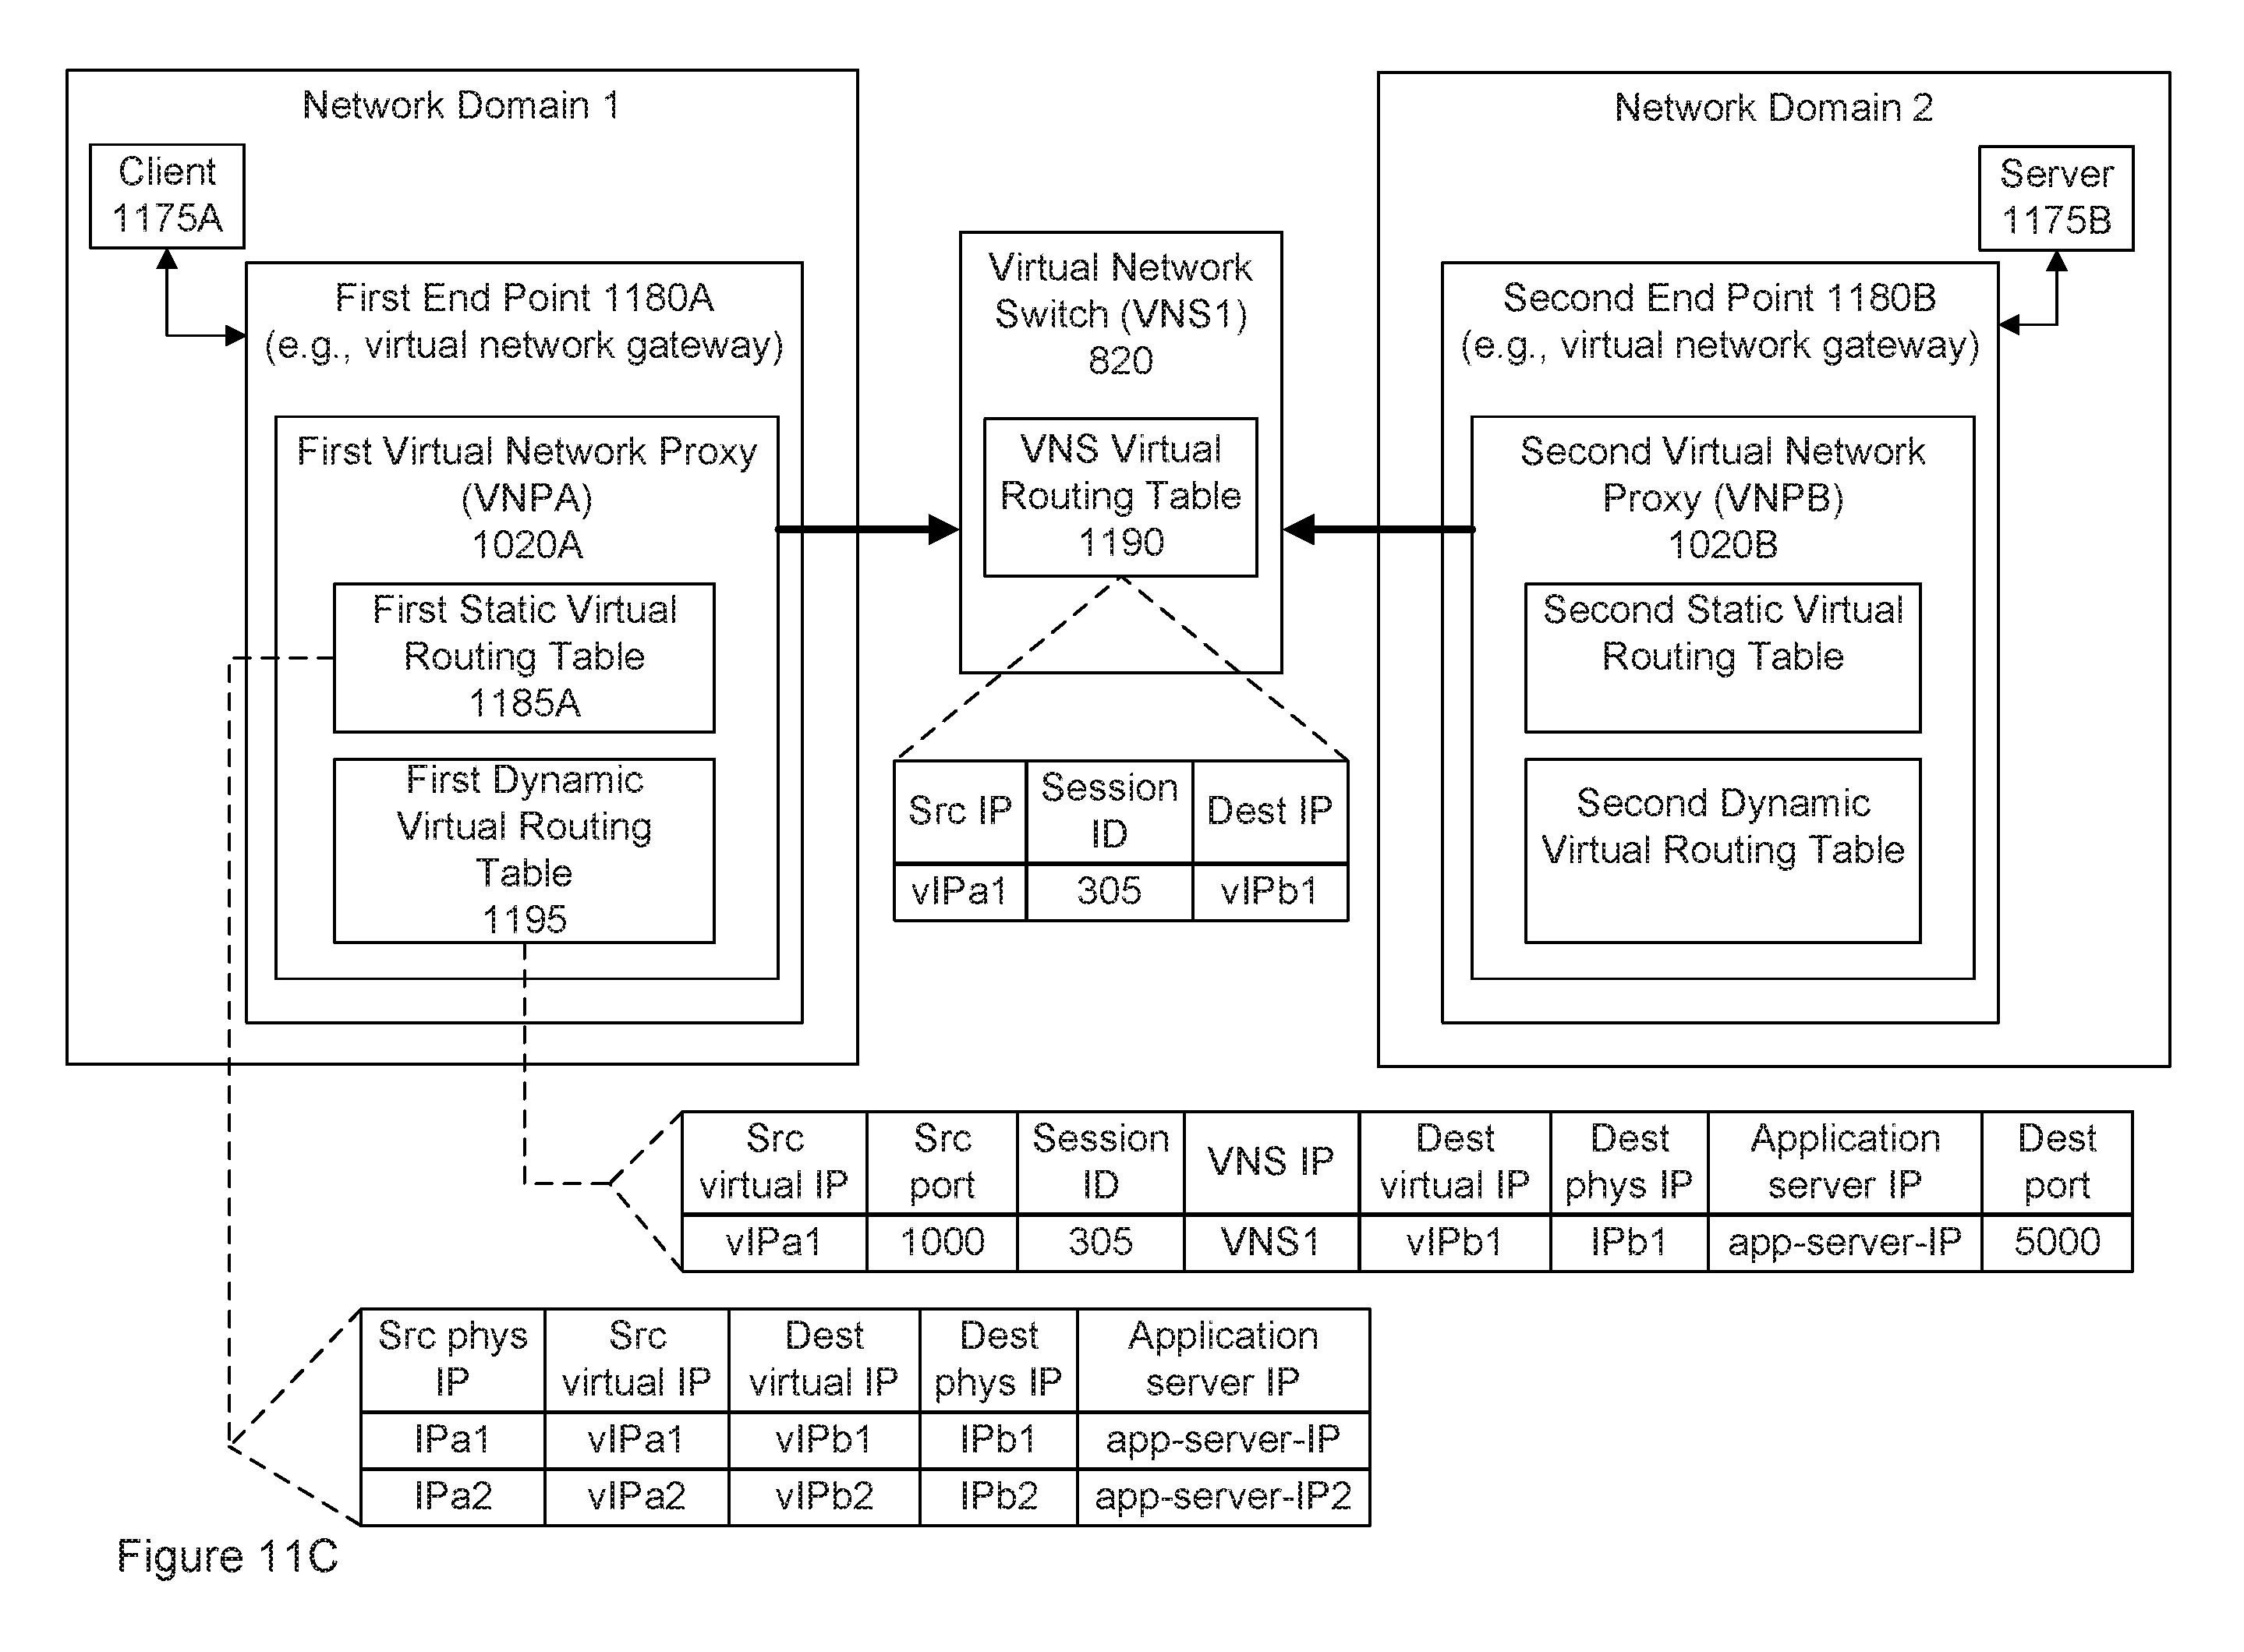 Network Domain 1
Client
1175A
First End Point 1180A
(e.g., virtual network gateway)
First Virtual Network Proxy
(VNPA)
1020A
First Static Virtual
Routing Table
1185A
First Dynamic
Virtual Routing
Table
1195
Virtual Network
Switch (VNS1)
820
VNS Virtual
Routing Table
1190
Src IP
Session
ID
Dest IP
vIPa1
305
vIPb1
Network Domain 2
Server
1175B
Second End Point 1180B
(e.g., virtual network gateway)
Second Virtual Network
Proxy (VNPB)
1020B
Second Static Virtual
Routing Table
Second Dynamic
Virtual Routing Table
Src
virtual IP
Src
port
Session
ID
VNS IP
Dest
virtual IP
Dest
phys IP
Application
server IP
Dest
port
vIPa1
1000
305
VNS1
vIPb1
IPb1
app-server-IP
5000
Src phys
IP
Src
virtual IP
Dest
virtual IP
Dest
phys IP
Application
server IP
IPa1
vIPa1
vIPb1
IPb1
app-server-IP
IPa2
vIPa2
vIPb2
IPb2
app-server-IP2
Figure 11C